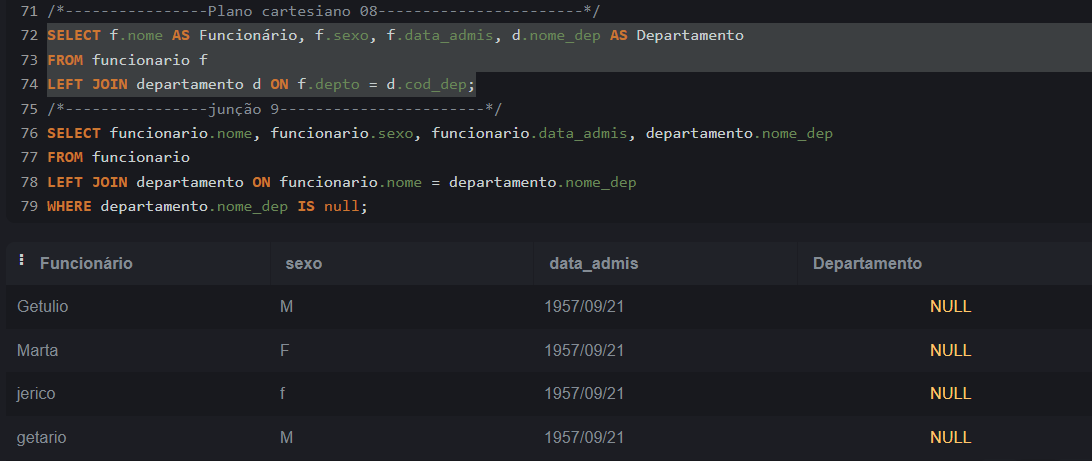 71 /*----------------Plano cartesiano 08-----------------------*/
72 SELECT f.nome AS Funcionário, f.sexo, f.data_admis, d.nome_dep AS Departamento
73 FROM funcionario f
74 LEFT JOIN departamento d ON f.depto = d.cod_dep;
75 /*----------------junção 9-----------------------*/
76 SELECT funcionario.nome, funcionario.sexo, funcionario.data_admis, departamento.nome_dep
77 FROM funcionario
78 LEFT JOIN departamento ON funcionario.nome = departamento.nome_dep
79 WHERE departamento.nome_dep IS null;
Funcionário sexo data_admis Departamento
Getulio M 1957/09/21 NULL
Marta F 1957/09/21 NULL
jerico f 1957/09/21 NULL
getario M 1957/09/21 NULL